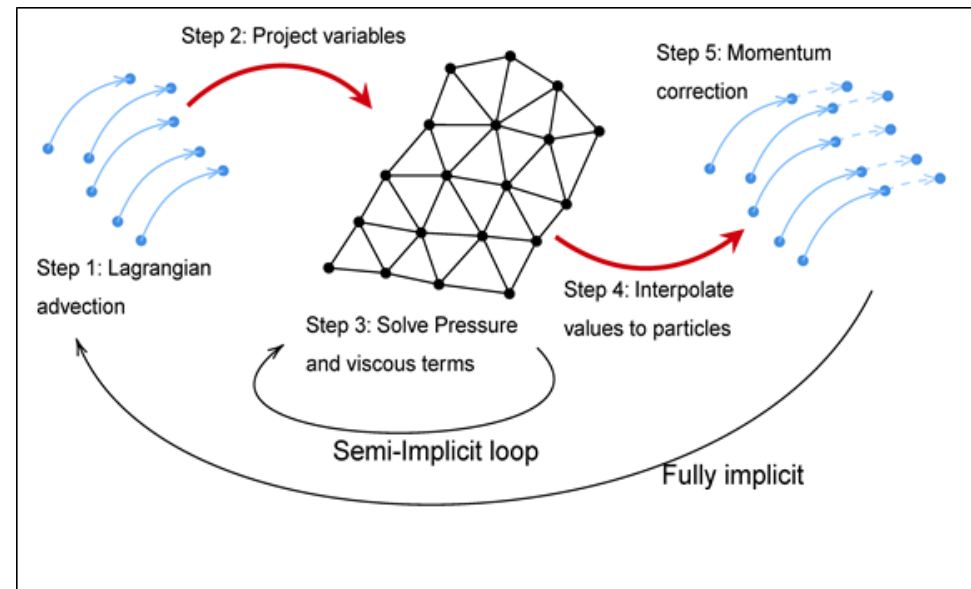 Step 2: Project variables
Step 5: Momentum
correction
Step 1: Lagrangian
advection
Step 4: Interpolate
values to particles
Step 3: Solve Pressure
and viscous terms
Semi-Implicit loop
Fully implicit